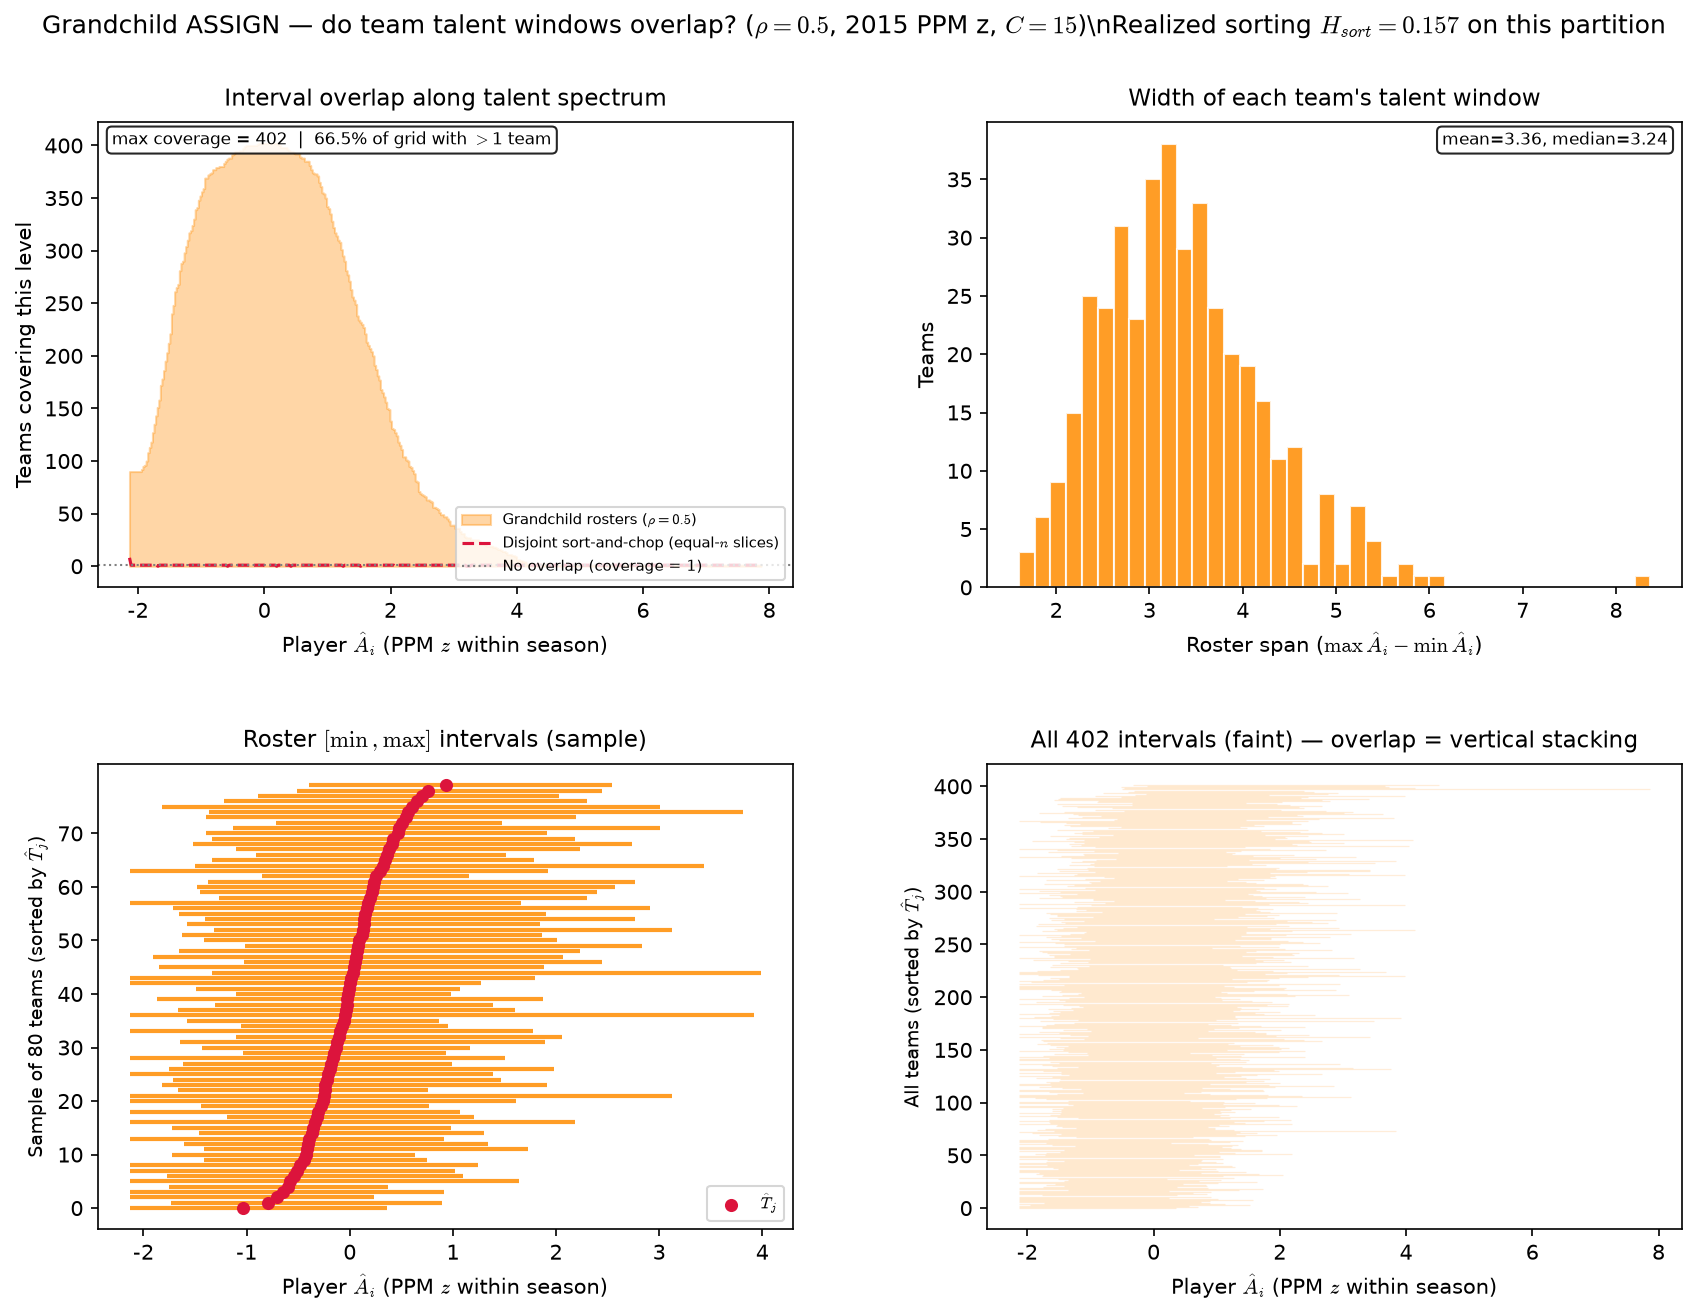 Grandchild ASSIGN — do team talent windows overlap? (ρ = 0.5, 2015 PPM z, C = 15)\nRealized sorting H_sort = 0.157 on this partition
Interval overlap along talent spectrum
max coverage = 402 | 66.5% of grid with > 1 team
Teams covering this level
400
350
300
250
200
150
100
50
0
Grandchild rosters (ρ = 0.5)
Disjoint sort-and-chop (equal-n slices)
No overlap (coverage = 1)
-2 0 2 4 6 8
Player Â_i (PPM z within season)
Width of each team's talent window
mean=3.36, median=3.24
Teams
35
30
25
20
15
10
5
0
2 3 4 5 6 7 8
Roster span (max Â_i − min Â_i)
Roster [min, max] intervals (sample)
Sample of 80 teams (sorted by T̂_j)
70
60
50
40
30
20
10
0
T̂_j
-2 -1 0 1 2 3 4
Player Â_i (PPM z within season)
All 402 intervals (faint) — overlap = vertical stacking
All teams (sorted by T̂_j)
400
350
300
250
200
150
100
50
0
-2 0 2 4 6 8
Player Â_i (PPM z within season)